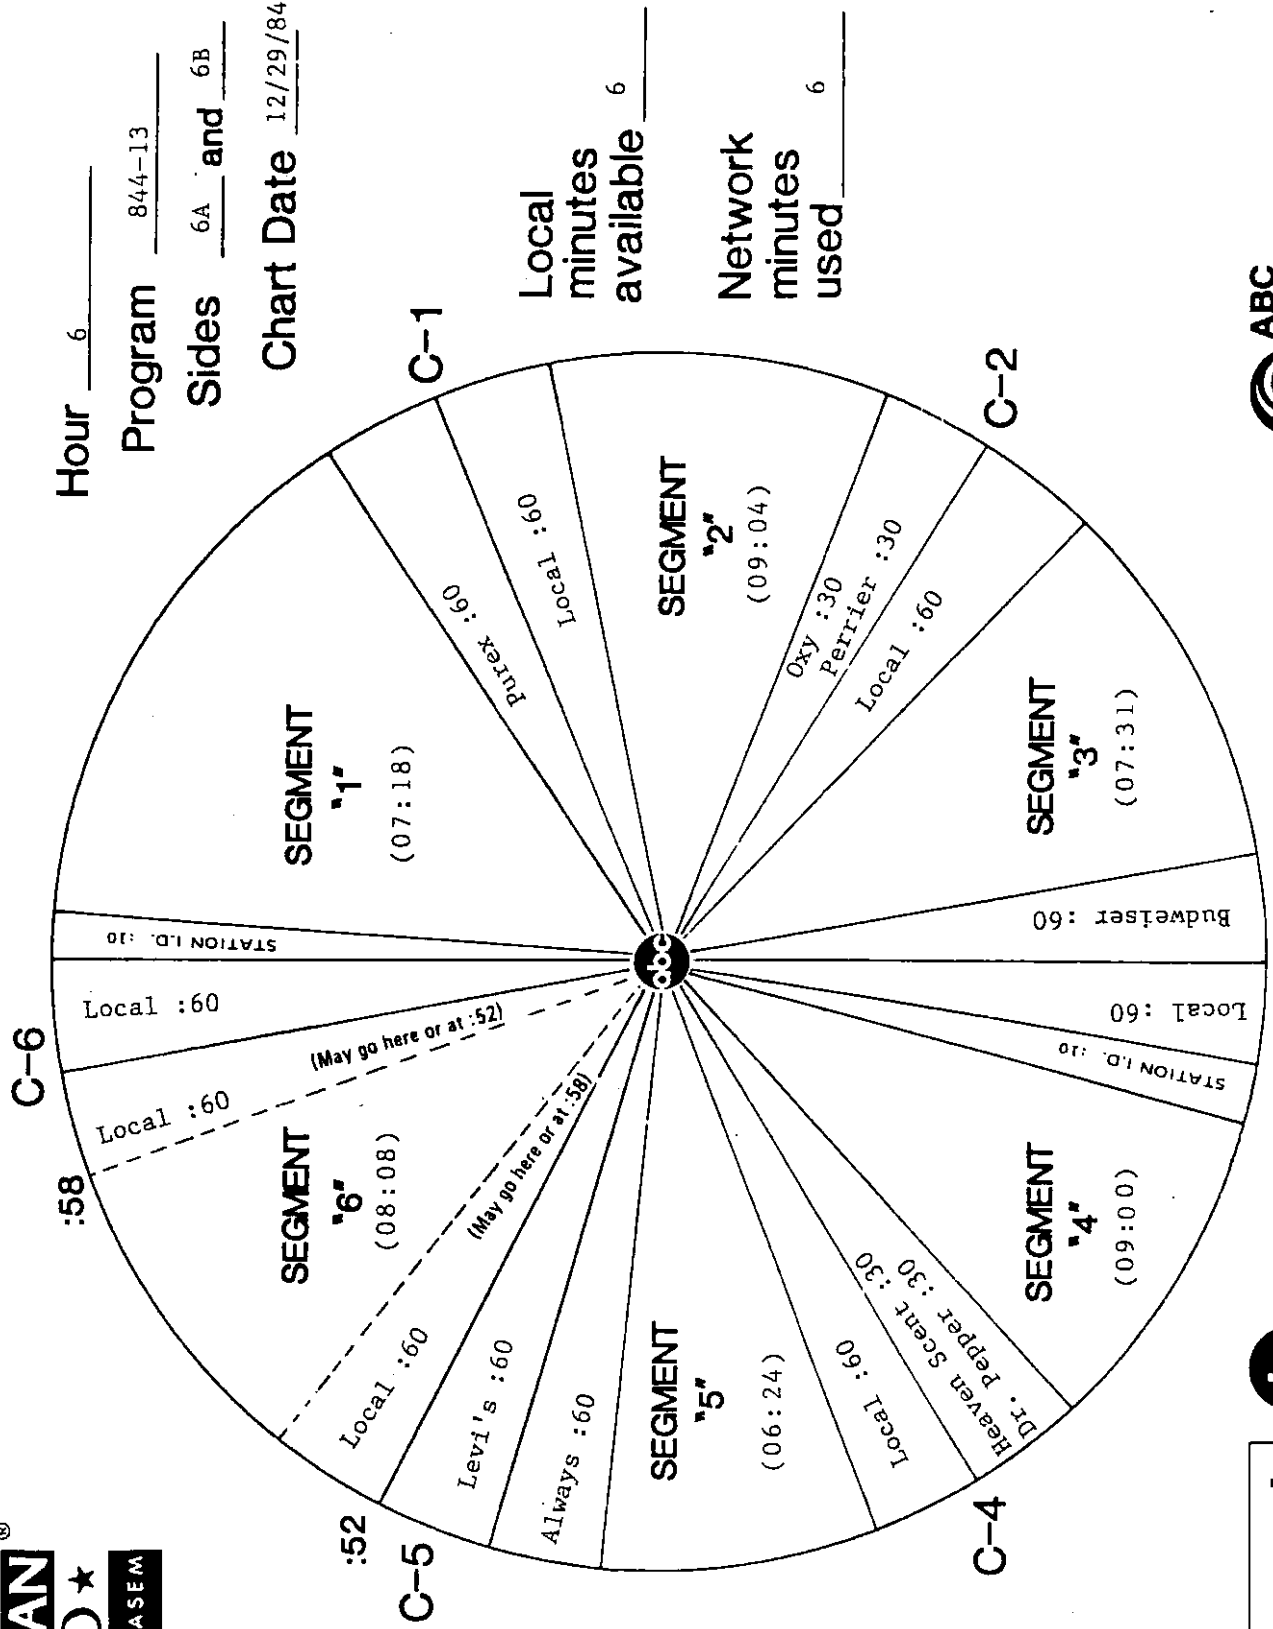 Hour 6
Program 844-13
Sides 6A and 6B
Chart Date 12/29/84
Local
minutes
available 6
Network
minutes
used 6
C-1
C-2
C-4
C-5
C-6
:52
:58
STATION I.D. :10
SEGMENT
"1"
(07:18)
Purex :60
Local :60
SEGMENT
"2"
(09:04)
Oxy :30
Perrier :30
Local :60
SEGMENT
"3"
(07:31)
Budweiser :60
Local :60
STATION I.D. :10
SEGMENT
"4"
(09:00)
Dr. Pepper :30
Heaven Scent :30
Local :60
SEGMENT
"5"
(06:24)
Always :60
Levi's :60
Local :60
(May go here or at :58)
SEGMENT
"6"
(08:08)
(May go here or at :52)
Local :60
Local :60
abc
ABC
AN
ASEM
®